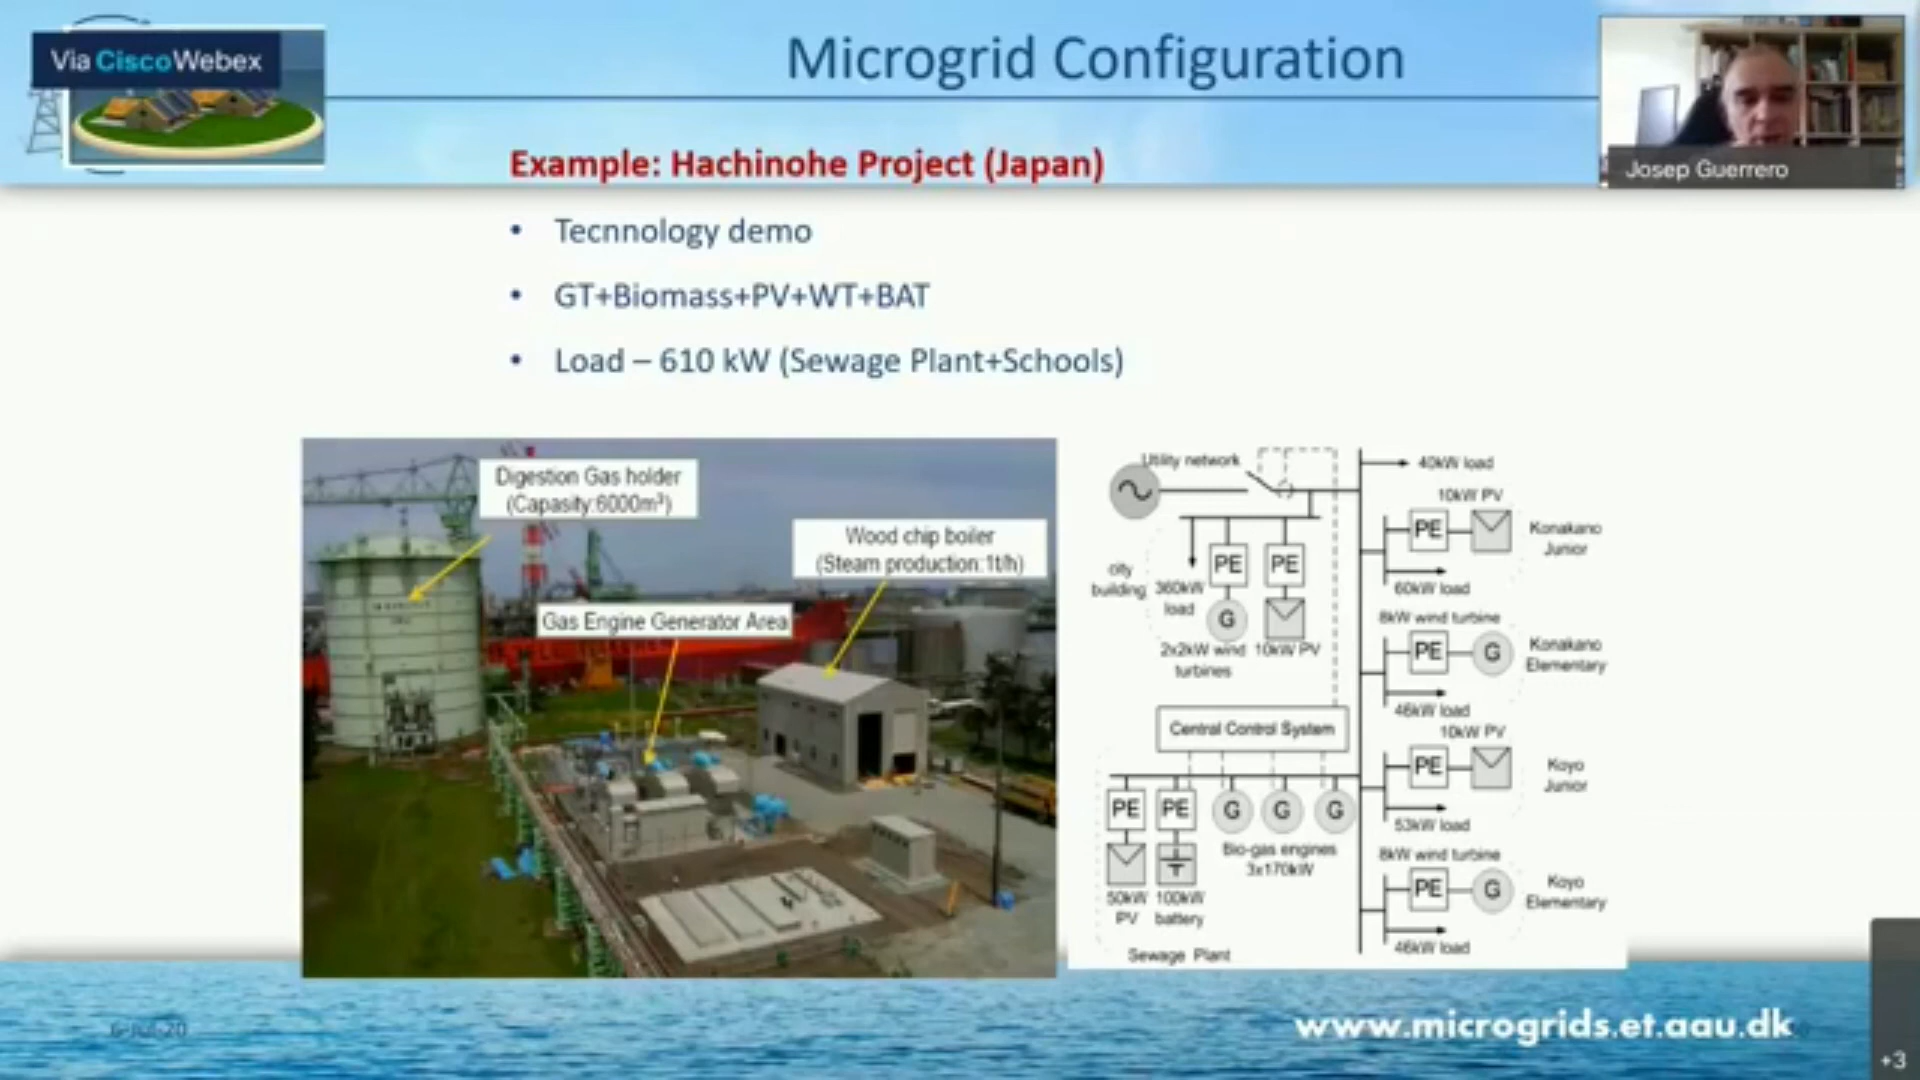 Via CiscoWebex
Microgrid Configuration
Josep Guerrero
Example: Hachinohe Project (Japan)
• Tecnnology demo
• GT+Biomass+PV+WT+BAT
• Load – 610 kW (Sewage Plant+Schools)
Digestion Gas holder
(Capasity:6000m³)
Wood chip boiler
(Steam production:1t/h)
Gas Engine Generator Area
Utility network
city
building
360kW
load
PE
PE
G
2x2kW wind
turbines
10kW PV
Central Control System
PE
PE
G
G
G
Bio-gas engines
3x170kW
50kW
PV
100kW
battery
Sewage Plant
40kW load
10kW PV
PE
Konakano
Junior
60kW load
8kW wind turbine
PE
G
Konakano
Elementary
46kW load
10kW PV
PE
Koyo
Junior
53kW load
8kW wind turbine
PE
G
Koyo
Elementary
46kW load
6-Jul-20
www.microgrids.et.aau.dk
+3